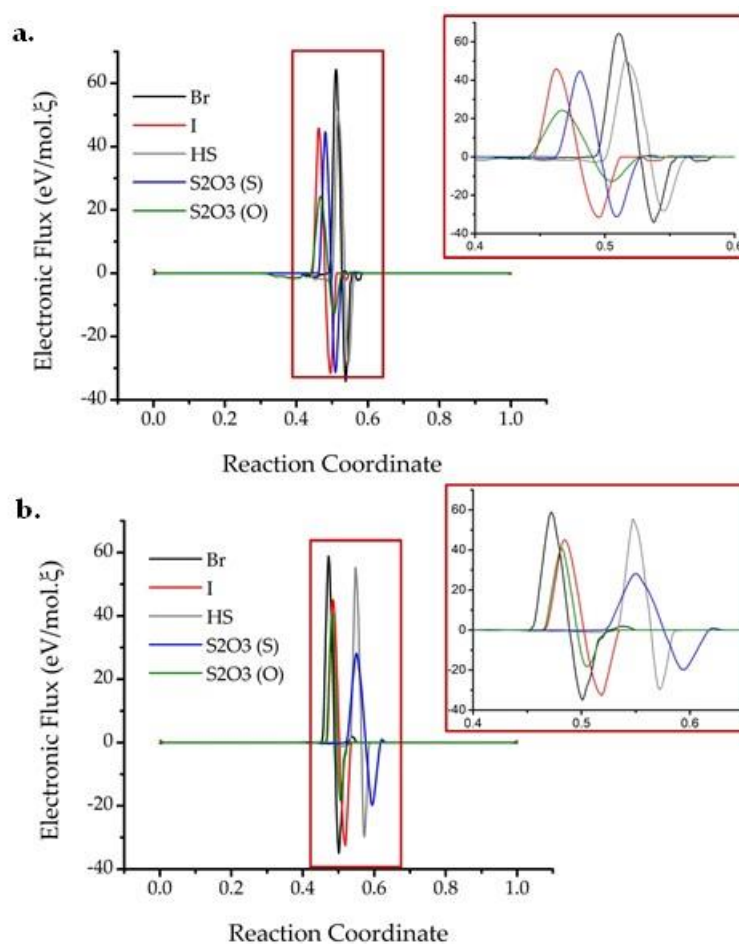 a.
Electronic Flux (eV/mol.ξ)
60
40
20
0
-20
-40
Br
I
HS
S2O3 (S)
S2O3 (O)
0.0 0.2 0.4 0.6 0.8 1.0
Reaction Coordinate
60
40
20
0
-20
-40
0.4 0.5 0.6
b.
Electronic Flux (eV/mol.ξ)
60
40
20
0
-20
-40
Br
I
HS
S2O3 (S)
S2O3 (O)
0.0 0.2 0.4 0.6 0.8 1.0
Reaction Coordinate
60
40
20
0
-20
-40
0.4 0.5 0.6